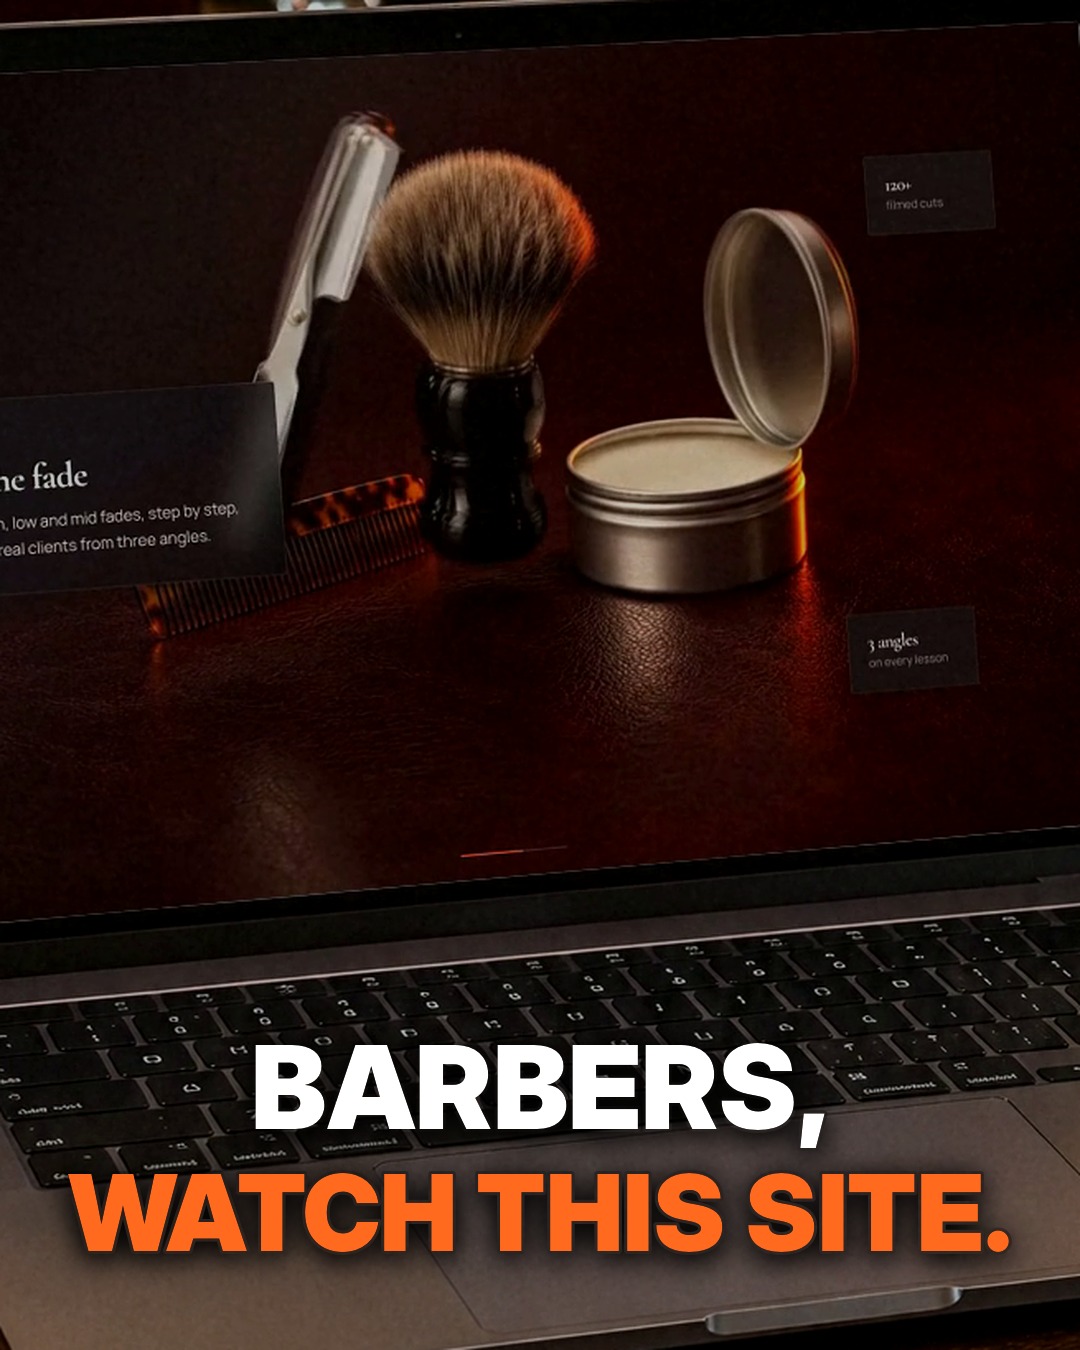 120+
filmed cuts
ne fade
low and mid fades, step by step,
real clients from three angles.
3 angles
on every lesson
BARBERS,
WATCH THIS SITE.